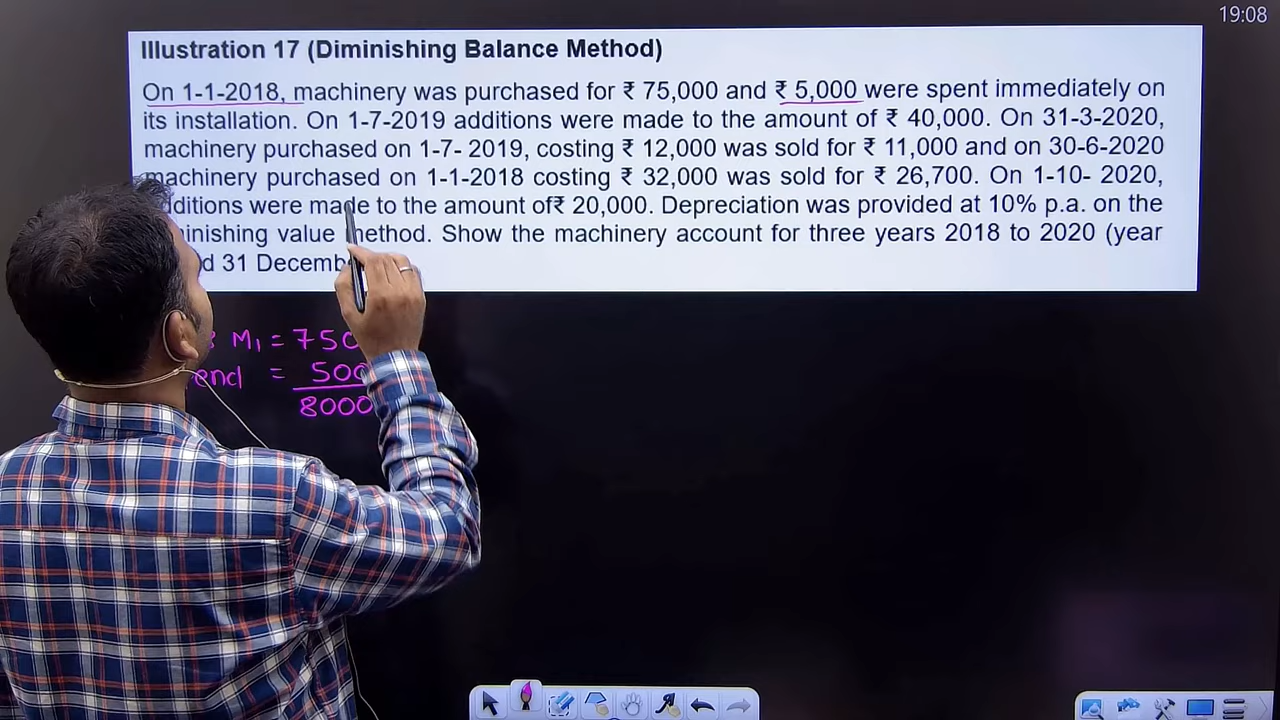 19:08
Illustration 17 (Diminishing Balance Method)
On 1-1-2018, machinery was purchased for ₹ 75,000 and ₹ 5,000 were spent immediately on
its installation. On 1-7-2019 additions were made to the amount of ₹ 40,000. On 31-3-2020,
machinery purchased on 1-7- 2019, costing ₹ 12,000 was sold for ₹ 11,000 and on 30-6-2020
machinery purchased on 1-1-2018 costing ₹ 32,000 was sold for ₹ 26,700. On 1-10- 2020,
were made to the amount of₹ 20,000. Depreciation was provided at 10% p.a. on the
value method. Show the machinery account for three years 2018 to 2020 (year
31
M1 = 750
= 500
8000